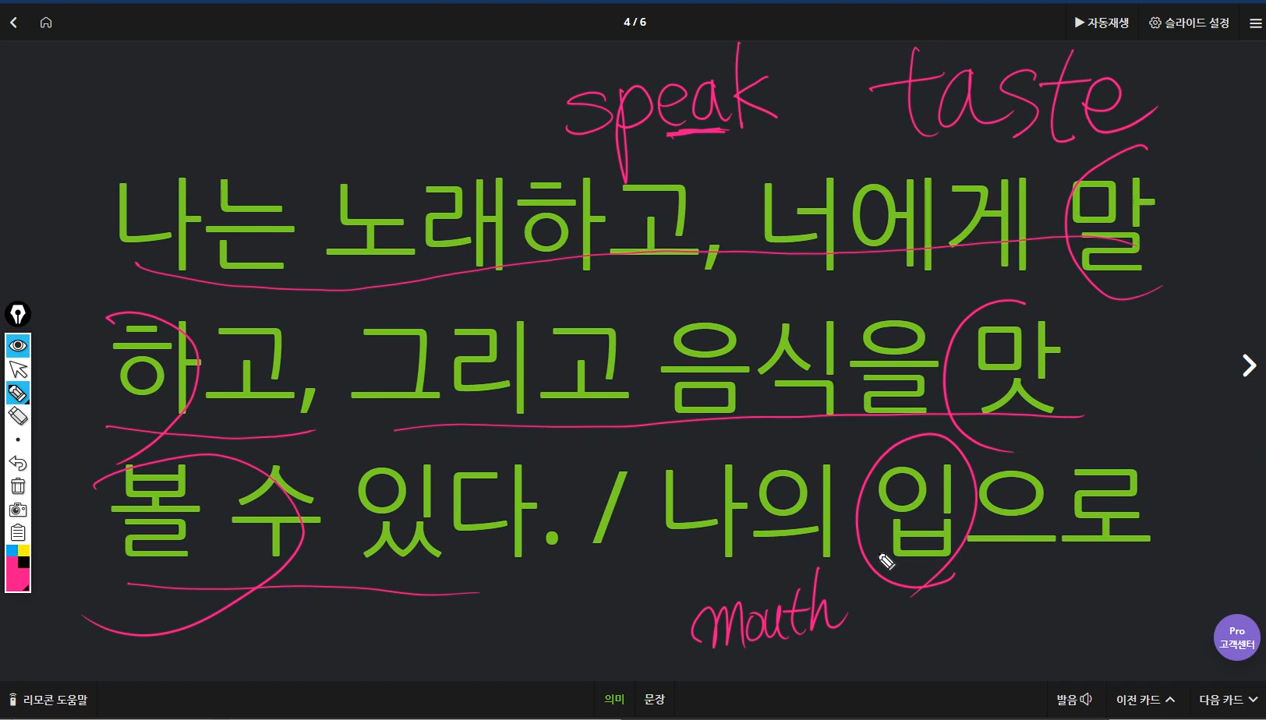 4 / 6
자동재생
슬라이드 설정
speak taste
나는 노래하고, 너에게 말
하고, 그리고 음식을 맛
볼 수 있다. / 나의 입으로
mouth
Pro
고객센터
리모콘 도움말
의미
문장
발음
이전 카드
다음 카드